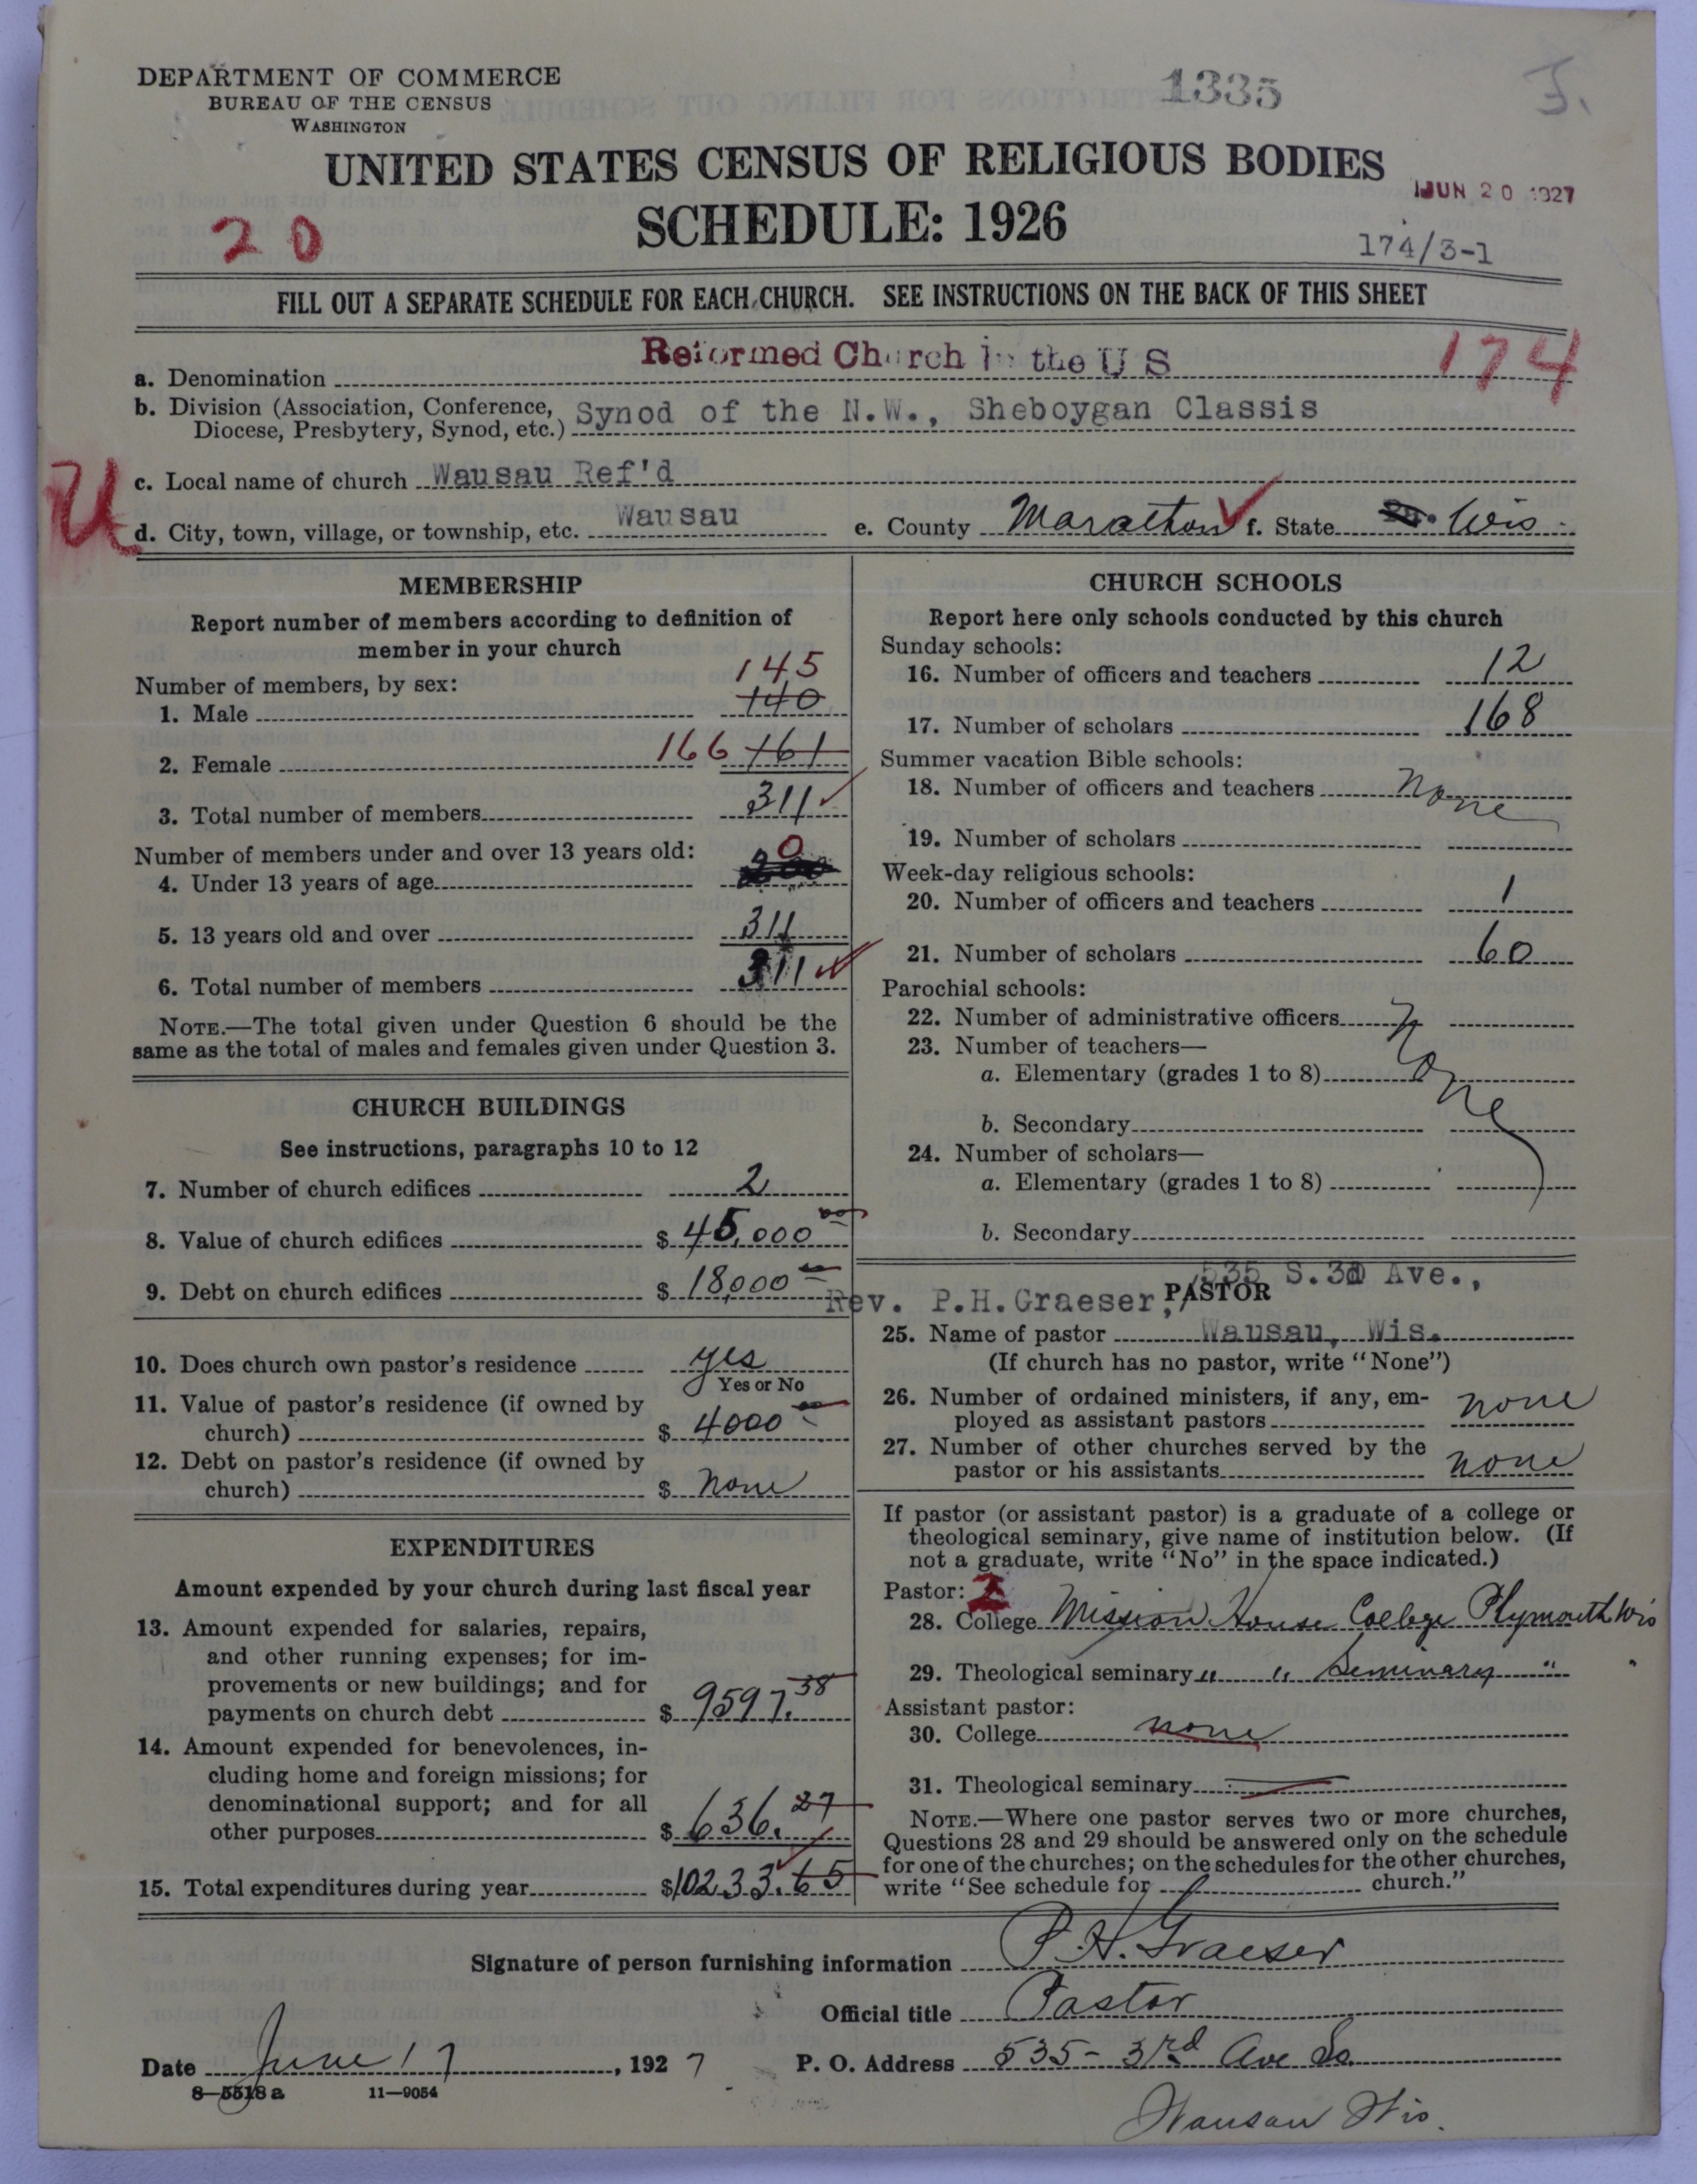 DEPARTMENT OF COMMERCE
BUREAU OF THE CENSUS
WASHINGTON
1335
UNITED STATES CENSUS OF RELIGIOUS BODIES
JUN 20 1927
20
SCHEDULE: 1926
174/3-1
FILL OUT A SEPARATE SCHEDULE FOR EACH CHURCH. SEE INSTRUCTIONS ON THE BACK OF THIS SHEET
a. Denomination Reformed Church in the U S 174
b. Division (Association, Conference, Diocese, Presbytery, Synod, etc.) Synod of the N.W., Sheboygan Classis
c. Local name of church Wausau Ref'd
U
d. City, town, village, or township, etc. Wausau e. County Marathon f. State Wis
MEMBERSHIP
Report number of members according to definition of
member in your church
Number of members, by sex:
145
1. Male 140
2. Female 166 161
3. Total number of members 311
Number of members under and over 13 years old:
4. Under 13 years of age 0
5. 13 years old and over 311
6. Total number of members 311
NOTE.—The total given under Question 6 should be the
same as the total of males and females given under Question 3.
CHURCH BUILDINGS
See instructions, paragraphs 10 to 12
7. Number of church edifices 2
8. Value of church edifices $ 45,000 00
9. Debt on church edifices $ 18,000 00
10. Does church own pastor's residence yes
Yes or No
11. Value of pastor's residence (if owned by
church) $ 4000 00
12. Debt on pastor's residence (if owned by
church) $ none
EXPENDITURES
Amount expended by your church during last fiscal year
13. Amount expended for salaries, repairs,
and other running expenses; for im-
provements or new buildings; and for
payments on church debt $ 9597.38
14. Amount expended for benevolences, in-
cluding home and foreign missions; for
denominational support; and for all
other purposes $ 636.27
15. Total expenditures during year $10233.65
CHURCH SCHOOLS
Report here only schools conducted by this church
Sunday schools:
16. Number of officers and teachers 12
17. Number of scholars 168
Summer vacation Bible schools:
18. Number of officers and teachers none
19. Number of scholars
Week-day religious schools:
20. Number of officers and teachers 1
21. Number of scholars 60
Parochial schools:
22. Number of administrative officers None
23. Number of teachers—
a. Elementary (grades 1 to 8)
b. Secondary
24. Number of scholars—
a. Elementary (grades 1 to 8)
b. Secondary
535 S.3d Ave.,
Rev. P.H.Graeser, PASTOR
25. Name of pastor Wausau, Wis.
(If church has no pastor, write "None")
26. Number of ordained ministers, if any, em-
ployed as assistant pastors none
27. Number of other churches served by the
pastor or his assistants none
If pastor (or assistant pastor) is a graduate of a college or
theological seminary, give name of institution below. (If
not a graduate, write "No" in the space indicated.)
Pastor: 2
28. College Mission House College Plymouth Wis
29. Theological seminary " " Seminary " "
Assistant pastor:
30. College none
31. Theological seminary
NOTE.—Where one pastor serves two or more churches,
Questions 28 and 29 should be answered only on the schedule
for one of the churches; on the schedules for the other churches,
write "See schedule for church."
Signature of person furnishing information P. H. Graeser
Official title Pastor
Date June 17, 1927 P. O. Address 535 - 3rd Ave So.
8—5518 a 11—9054
Wausau Wis.